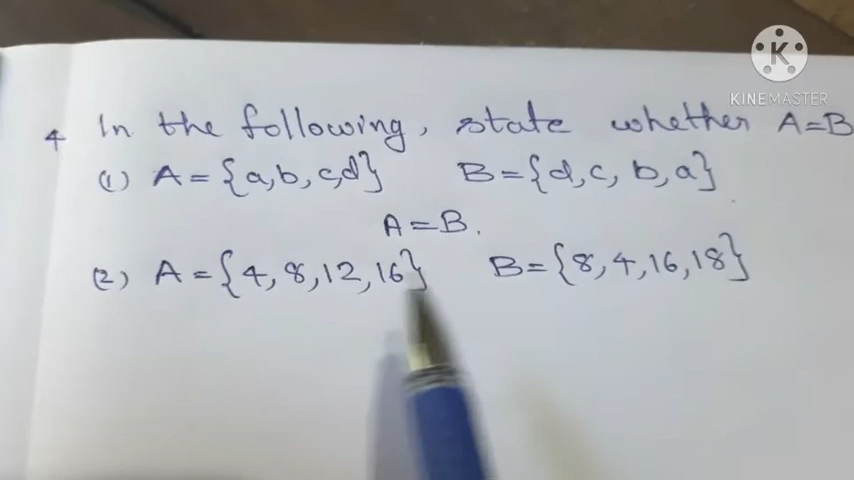 KINEMASTER
4 In the following, state whether A=B
(1) A = {a, b, c, d} B = {d, c, b, a}
A = B.
(2) A = {4, 8, 12, 16} B = {8, 4, 16, 18}